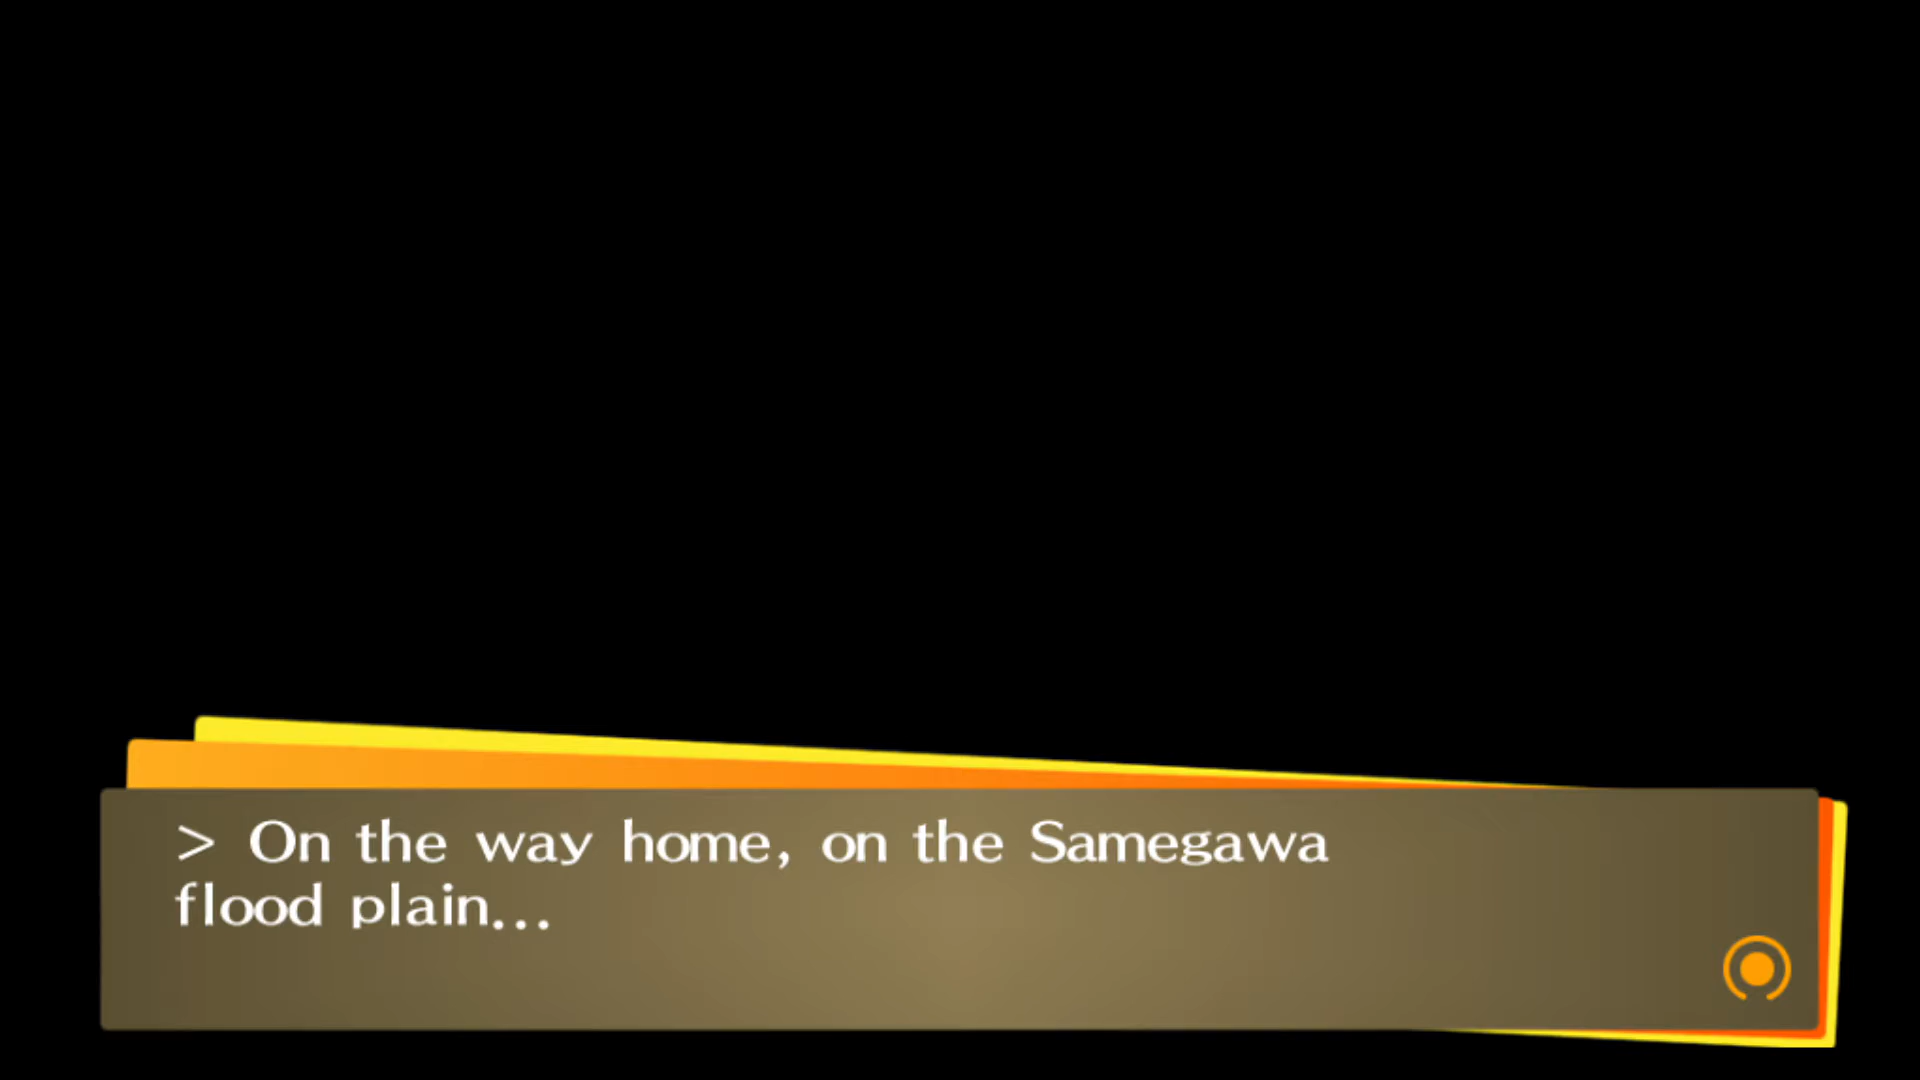 > On the way home, on the Samegawa
flood plain...